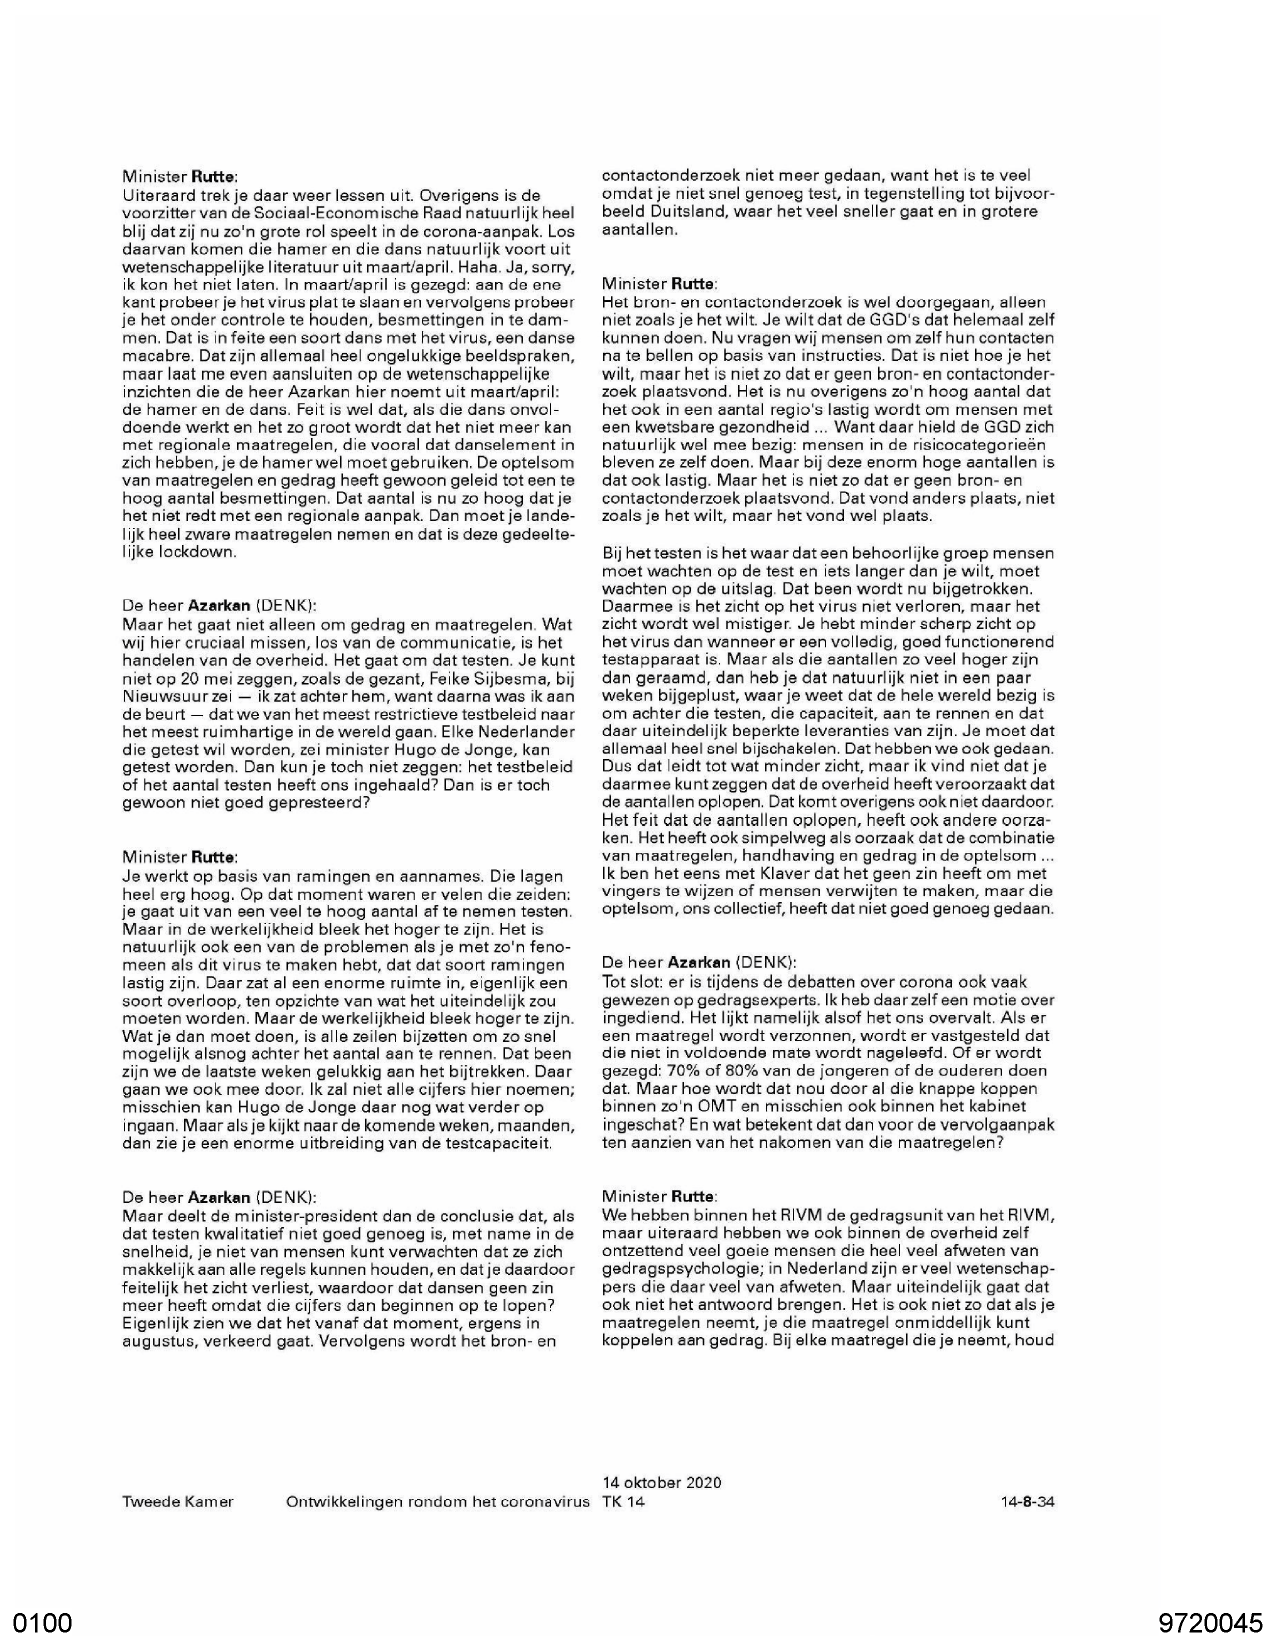 Minister Rutte:
Uiteraard trek je daar weer lessen uit. Overigens is de
voorzitter van de Sociaal-Economische Raad natuurlijk heel
blij dat zij nu zo'n grote rol speelt in de corona-aanpak. Los
daarvan komen die hamer en die dans natuurlijk voort uit
wetenschappelijke literatuur uit maart/april. Haha. Ja, sorry,
ik kon het niet laten. In maart/april is gezegd: aan de ene
kant probeer je het virus plat te slaan en vervolgens probeer
je het onder controle te houden, besmettingen in te dam-
men. Dat is in feite een soort dans met het virus, een danse
macabre. Dat zijn allemaal heel ongelukkige beeldspraken,
maar laat me even aansluiten op de wetenschappelijke
inzichten die de heer Azarkan hier noemt uit maart/april:
de hamer en de dans. Feit is wel dat, als die dans onvol-
doende werkt en het zo groot wordt dat het niet meer kan
met regionale maatregelen, die vooral dat danselement in
zich hebben, je de hamer wel moet gebruiken. De optelsom
van maatregelen en gedrag heeft gewoon geleid tot een te
hoog aantal besmettingen. Dat aantal is nu zo hoog dat je
het niet redt met een regionale aanpak. Dan moet je lande-
lijk heel zware maatregelen nemen en dat is deze gedeelte-
lijke lockdown.
De heer Azarkan (DENK):
Maar het gaat niet alleen om gedrag en maatregelen. Wat
wij hier cruciaal missen, los van de communicatie, is het
handelen van de overheid. Het gaat om dat testen. Je kunt
niet op 20 mei zeggen, zoals de gezant, Feike Sijbesma, bij
Nieuwsuur zei — ik zat achter hem, want daarna was ik aan
de beurt — dat we van het meest restrictieve testbeleid naar
het meest ruimhartige in de wereld gaan. Elke Nederlander
die getest wil worden, zei minister Hugo de Jonge, kan
getest worden. Dan kun je toch niet zeggen: het testbeleid
of het aantal testen heeft ons ingehaald? Dan is er toch
gewoon niet goed gepresteerd?
Minister Rutte:
Je werkt op basis van ramingen en aannames. Die lagen
heel erg hoog. Op dat moment waren er velen die zeiden:
je gaat uit van een veel te hoog aantal af te nemen testen.
Maar in de werkelijkheid bleek het hoger te zijn. Het is
natuurlijk ook een van de problemen als je met zo'n feno-
meen als dit virus te maken hebt, dat dat soort ramingen
lastig zijn. Daar zat al een enorme ruimte in, eigenlijk een
soort overloop, ten opzichte van wat het uiteindelijk zou
moeten worden. Maar de werkelijkheid bleek hoger te zijn.
Wat je dan moet doen, is alle zeilen bijzetten om zo snel
mogelijk alsnog achter het aantal aan te rennen. Dat been
zijn we de laatste weken gelukkig aan het bijtrekken. Daar
gaan we ook mee door. Ik zal niet alle cijfers hier noemen;
misschien kan Hugo de Jonge daar nog wat verder op
ingaan. Maar als je kijkt naar de komende weken, maanden,
dan zie je een enorme uitbreiding van de testcapaciteit.
De heer Azarkan (DENK):
Maar deelt de minister-president dan de conclusie dat, als
dat testen kwalitatief niet goed genoeg is, met name in de
snelheid, je niet van mensen kunt verwachten dat ze zich
makkelijk aan alle regels kunnen houden, en dat je daardoor
feitelijk het zicht verliest, waardoor dat dansen geen zin
meer heeft omdat die cijfers dan beginnen op te lopen?
Eigenlijk zien we dat het vanaf dat moment, ergens in
augustus, verkeerd gaat. Vervolgens wordt het bron- en
contactonderzoek niet meer gedaan, want het is te veel
omdat je niet snel genoeg test, in tegenstelling tot bijvoor-
beeld Duitsland, waar het veel sneller gaat en in grotere
aantallen.
Minister Rutte:
Het bron- en contactonderzoek is wel doorgegaan, alleen
niet zoals je het wilt. Je wilt dat de GGD's dat helemaal zelf
kunnen doen. Nu vragen wij mensen om zelf hun contacten
na te bellen op basis van instructies. Dat is niet hoe je het
wilt, maar het is niet zo dat er geen bron- en contactonder-
zoek plaatsvond. Het is nu overigens zo'n hoog aantal dat
het ook in een aantal regio's lastig wordt om mensen met
een kwetsbare gezondheid ... Want daar hield de GGD zich
natuurlijk wel mee bezig: mensen in de risicocategorieën
bleven ze zelf doen. Maar bij deze enorm hoge aantallen is
dat ook lastig. Maar het is niet zo dat er geen bron- en
contactonderzoek plaatsvond. Dat vond anders plaats, niet
zoals je het wilt, maar het vond wel plaats.
Bij het testen is het waar dat een behoorlijke groep mensen
moet wachten op de test en iets langer dan je wilt, moet
wachten op de uitslag. Dat been wordt nu bijgetrokken.
Daarmee is het zicht op het virus niet verloren, maar het
zicht wordt wel mistiger. Je hebt minder scherp zicht op
het virus dan wanneer er een volledig, goed functionerend
testapparaat is. Maar als die aantallen zo veel hoger zijn
dan geraamd, dan heb je dat natuurlijk niet in een paar
weken bijgeplust, waar je weet dat de hele wereld bezig is
om achter die testen, die capaciteit, aan te rennen en dat
daar uiteindelijk beperkte leveranties van zijn. Je moet dat
allemaal heel snel bijschakelen. Dat hebben we ook gedaan.
Dus dat leidt tot wat minder zicht, maar ik vind niet dat je
daarmee kunt zeggen dat de overheid heeft veroorzaakt dat
de aantallen oplopen. Dat komt overigens ook niet daardoor.
Het feit dat de aantallen oplopen, heeft ook andere oorza-
ken. Het heeft ook simpelweg als oorzaak dat de combinatie
van maatregelen, handhaving en gedrag in de optelsom ...
Ik ben het eens met Klaver dat het geen zin heeft om met
vingers te wijzen of mensen verwijten te maken, maar die
optelsom, ons collectief, heeft dat niet goed genoeg gedaan.
De heer Azarkan (DENK):
Tot slot: er is tijdens de debatten over corona ook vaak
gewezen op gedragsexperts. Ik heb daar zelf een motie over
ingediend. Het lijkt namelijk alsof het ons overvalt. Als er
een maatregel wordt verzonnen, wordt er vastgesteld dat
die niet in voldoende mate wordt nageleefd. Of er wordt
gezegd: 70% of 80% van de jongeren of de ouderen doen
dat. Maar hoe wordt dat nou door al die knappe koppen
binnen zo'n OMT en misschien ook binnen het kabinet
ingeschat? En wat betekent dat dan voor de vervolgaanpak
ten aanzien van het nakomen van die maatregelen?
Minister Rutte:
We hebben binnen het RIVM de gedragsunit van het RIVM,
maar uiteraard hebben we ook binnen de overheid zelf
ontzettend veel goeie mensen die heel veel afweten van
gedragspsychologie; in Nederland zijn er veel wetenschap-
pers die daar veel van afweten. Maar uiteindelijk gaat dat
ook niet het antwoord brengen. Het is ook niet zo dat als je
maatregelen neemt, je die maatregel onmiddellijk kunt
koppelen aan gedrag. Bij elke maatregel die je neemt, houd
14 oktober 2020
Tweede Kamer Ontwikkelingen rondom het coronavirus TK 14 14-8-34
0100 9720045